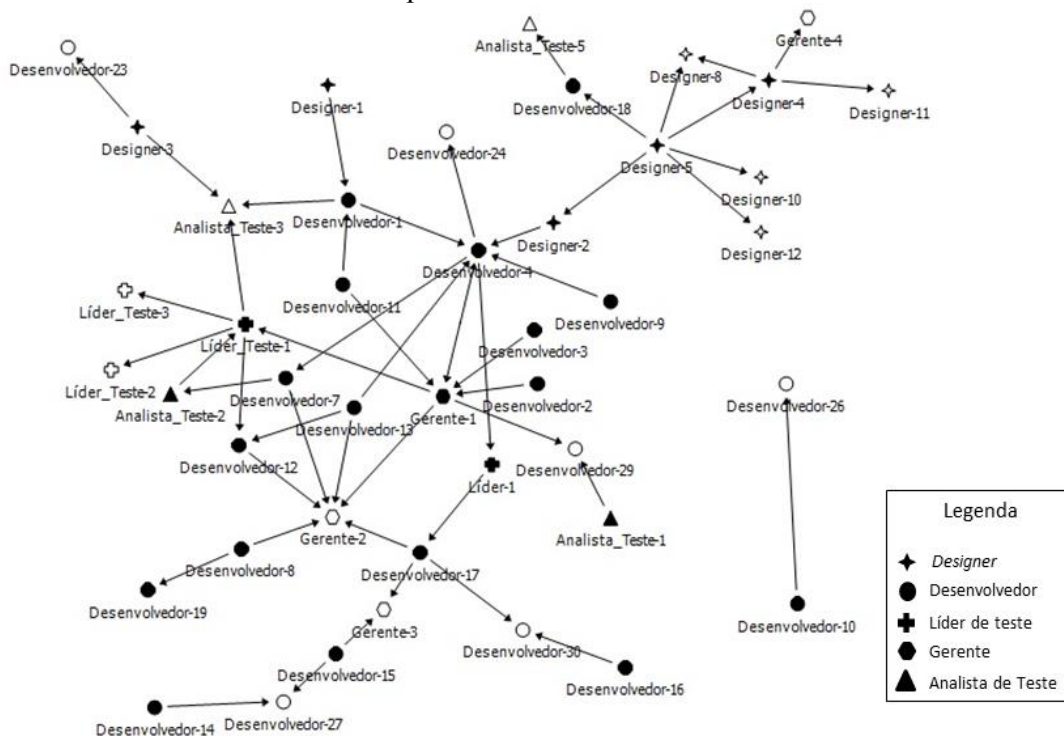 Analista_Teste-5
Gerente-4
Desenvolvedor-23
Designer-8
Designer-4
Designer-11
Desenvolvedor-18
Designer-1
Designer-3
Desenvolvedor-24
Designer-5
Designer-10
Analista_Teste-3
Desenvolvedor-1
Designer-2
Designer-12
Desenvolvedor-4
Desenvolvedor-11
Líder_Teste-3
Desenvolvedor-9
Líder_Teste-1
Desenvolvedor-3
Líder_Teste-2
Desenvolvedor-7
Desenvolvedor-2
Analista_Teste-2
Gerente-1
Desenvolvedor-26
Desenvolvedor-13
Desenvolvedor-12
Desenvolvedor-29
Líder-1
Gerente-2
Analista_Teste-1
Desenvolvedor-8
Desenvolvedor-17
Desenvolvedor-19
Gerente-3
Desenvolvedor-30
Desenvolvedor-10
Desenvolvedor-15
Desenvolvedor-16
Desenvolvedor-14
Desenvolvedor-27
Legenda
Designer
Desenvolvedor
Líder de teste
Gerente
Analista de Teste